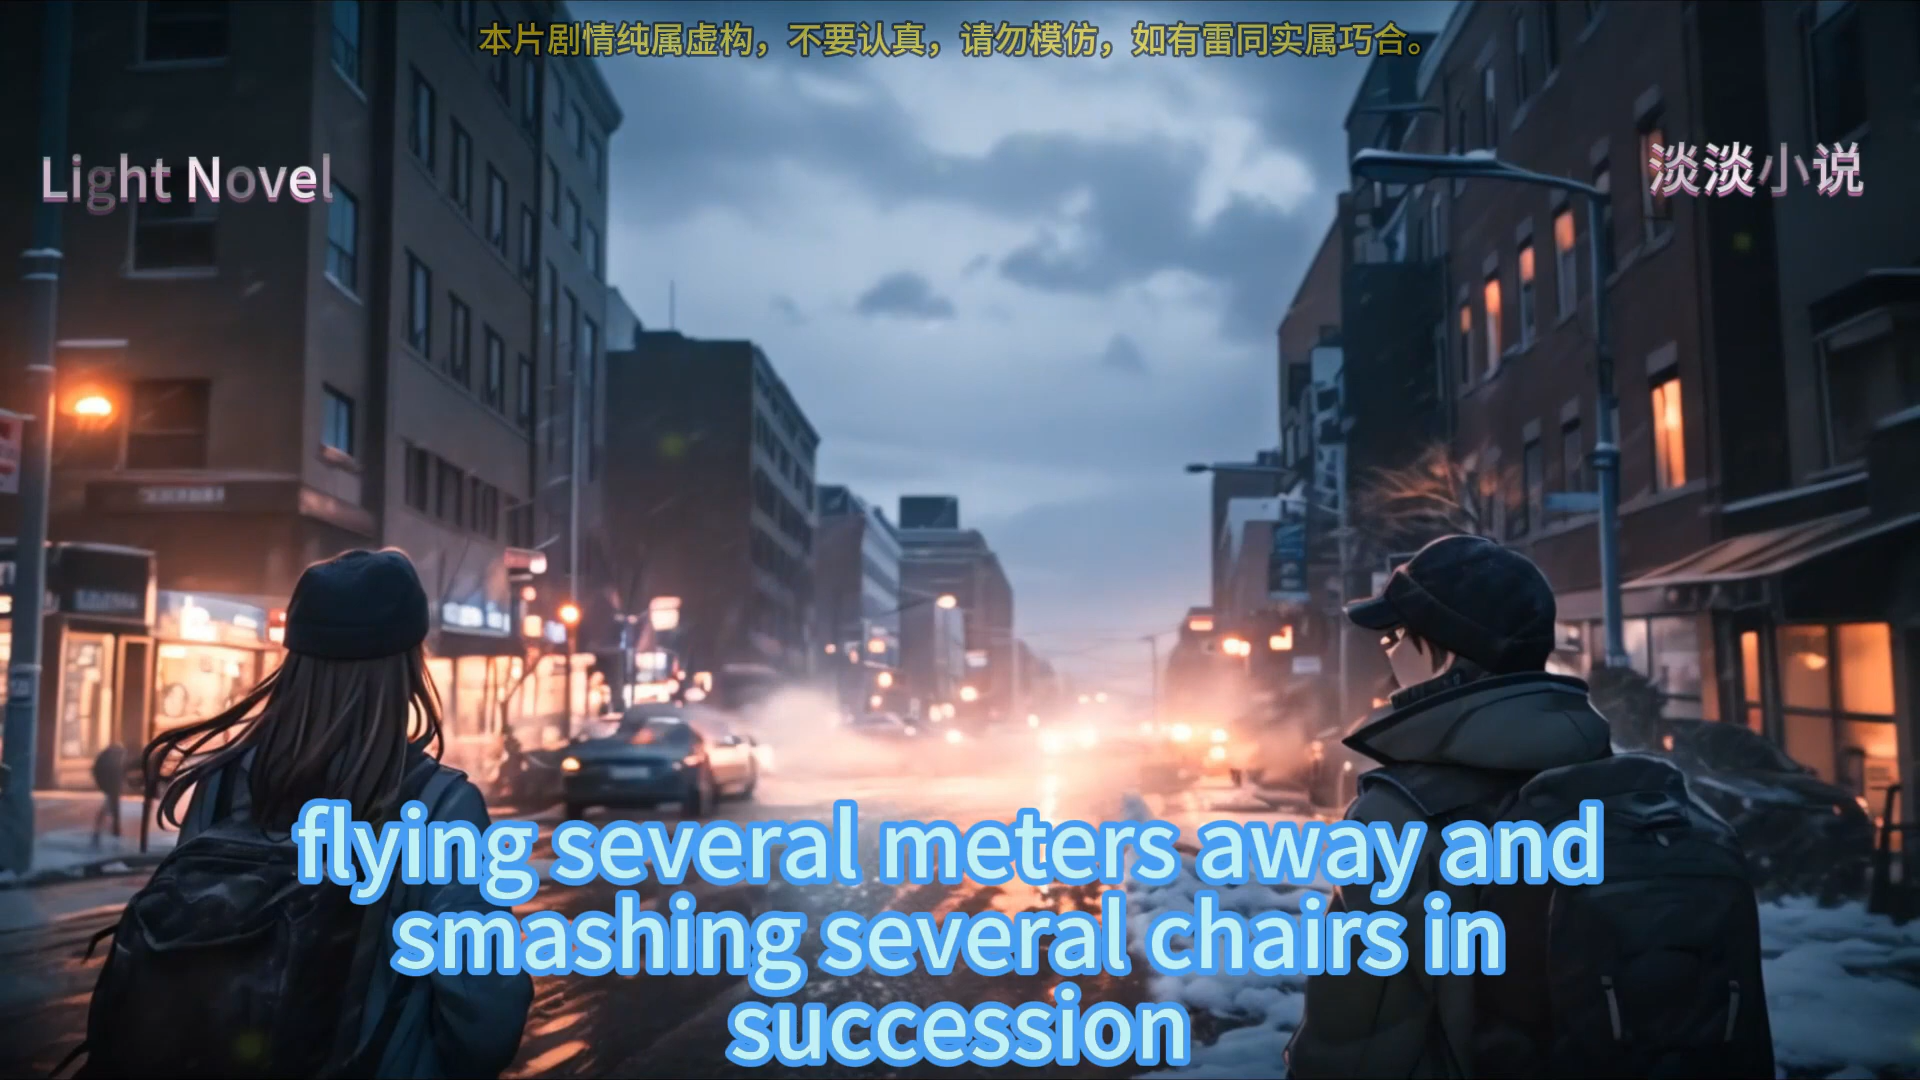 本片剧情纯属虚构，不要认真，请勿模仿，如有雷同实属巧合。
Light Novel
淡淡小说
flying several meters away and
smashing several chairs in
succession